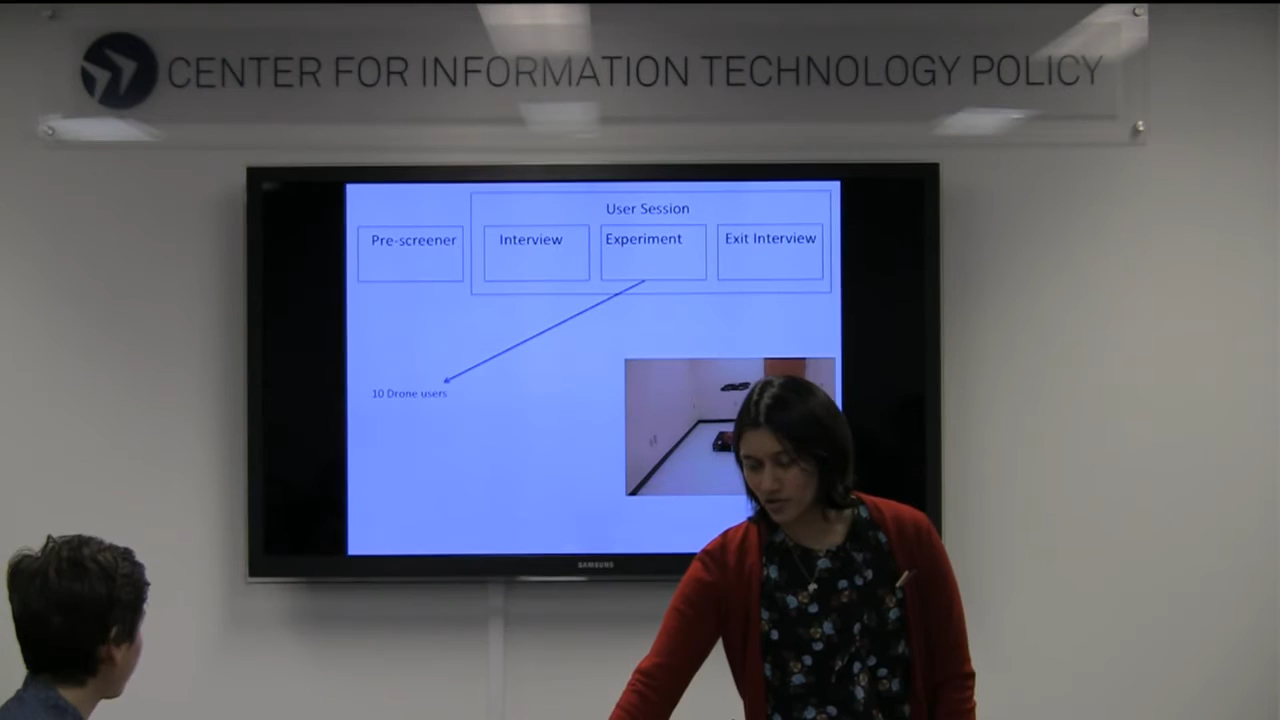 CENTER FOR INFORMATION TECHNOLOGY POLICY
User Session
Pre-screener
Interview
Experiment
Exit Interview
10 Drone users
SAMSUNG